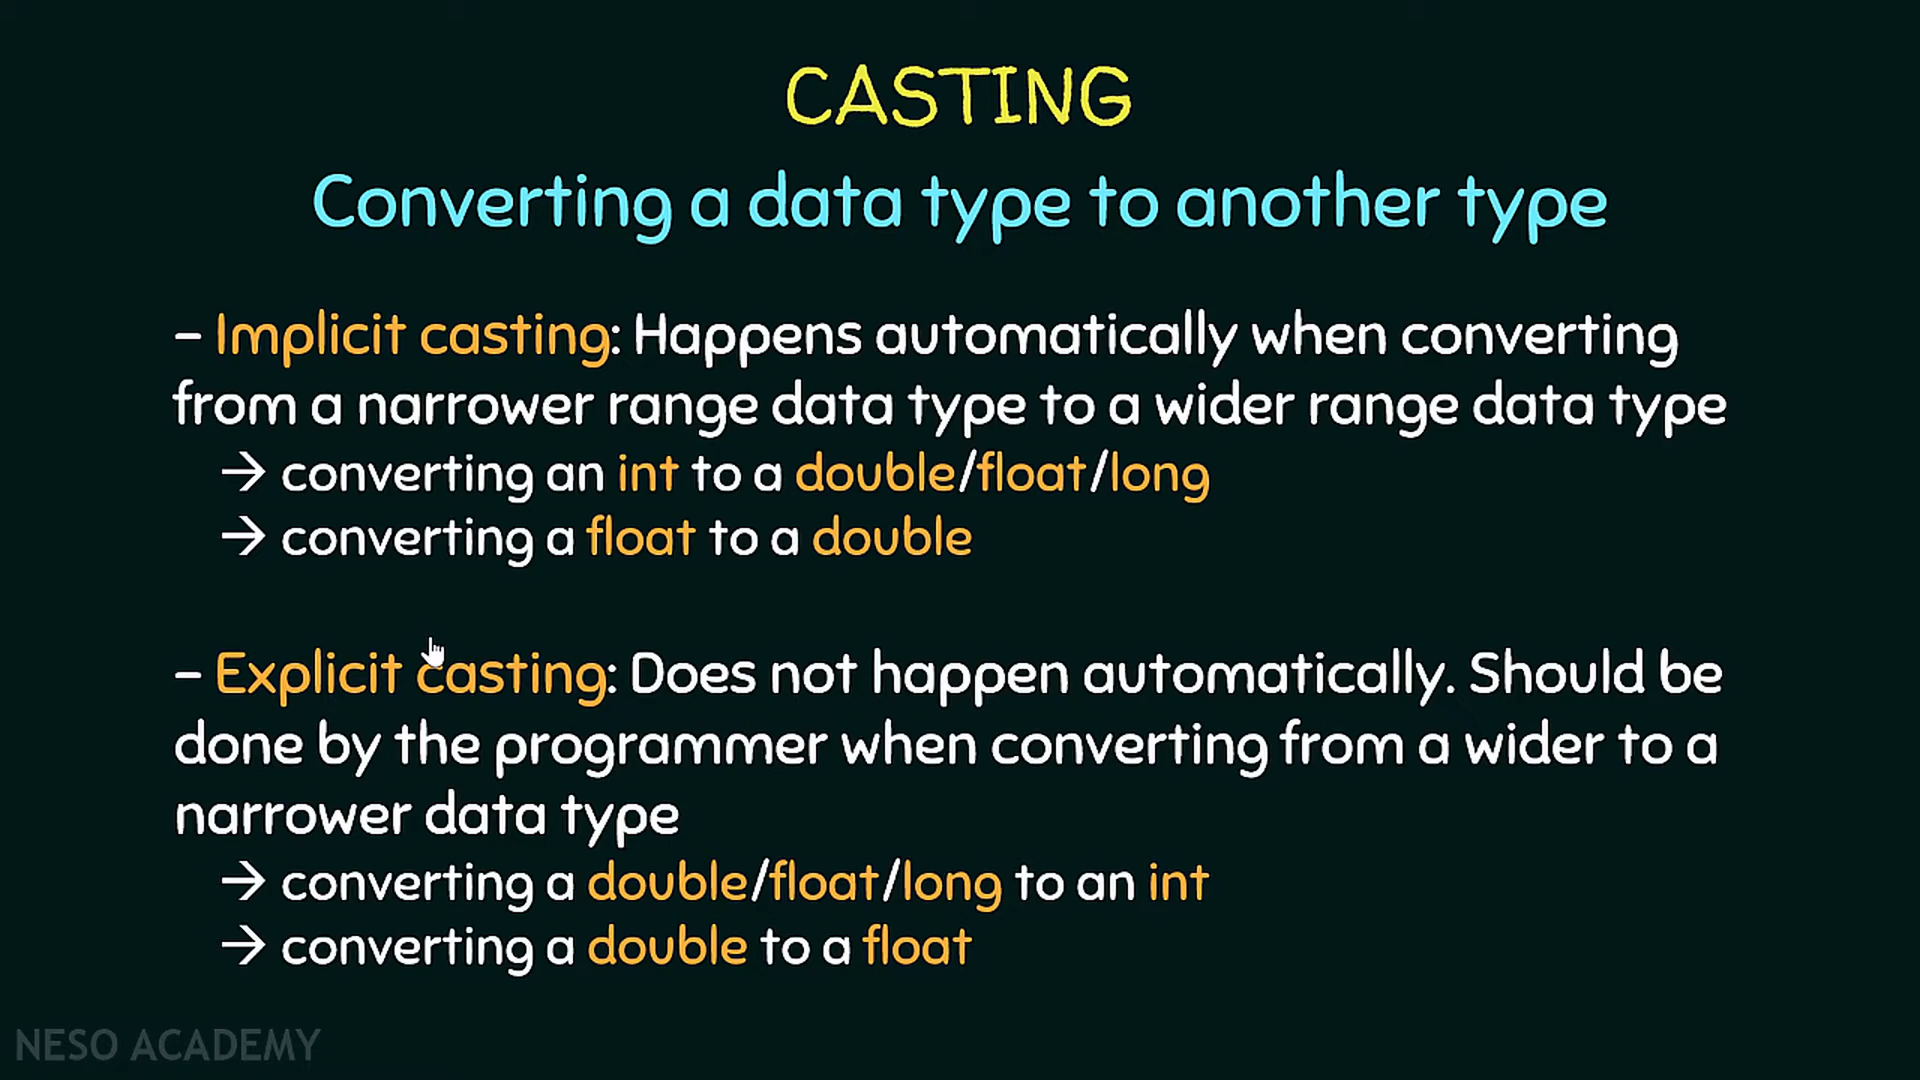 CASTING
Converting a data type to another type
– Implicit casting: Happens automatically when converting
from a narrower range data type to a wider range data type
→ converting an int to a double/float/long
→ converting a float to a double
– Explicit casting: Does not happen automatically. Should be
done by the programmer when converting from a wider to a
narrower data type
→ converting a double/float/long to an int
→ converting a double to a float
NESO ACADEMY